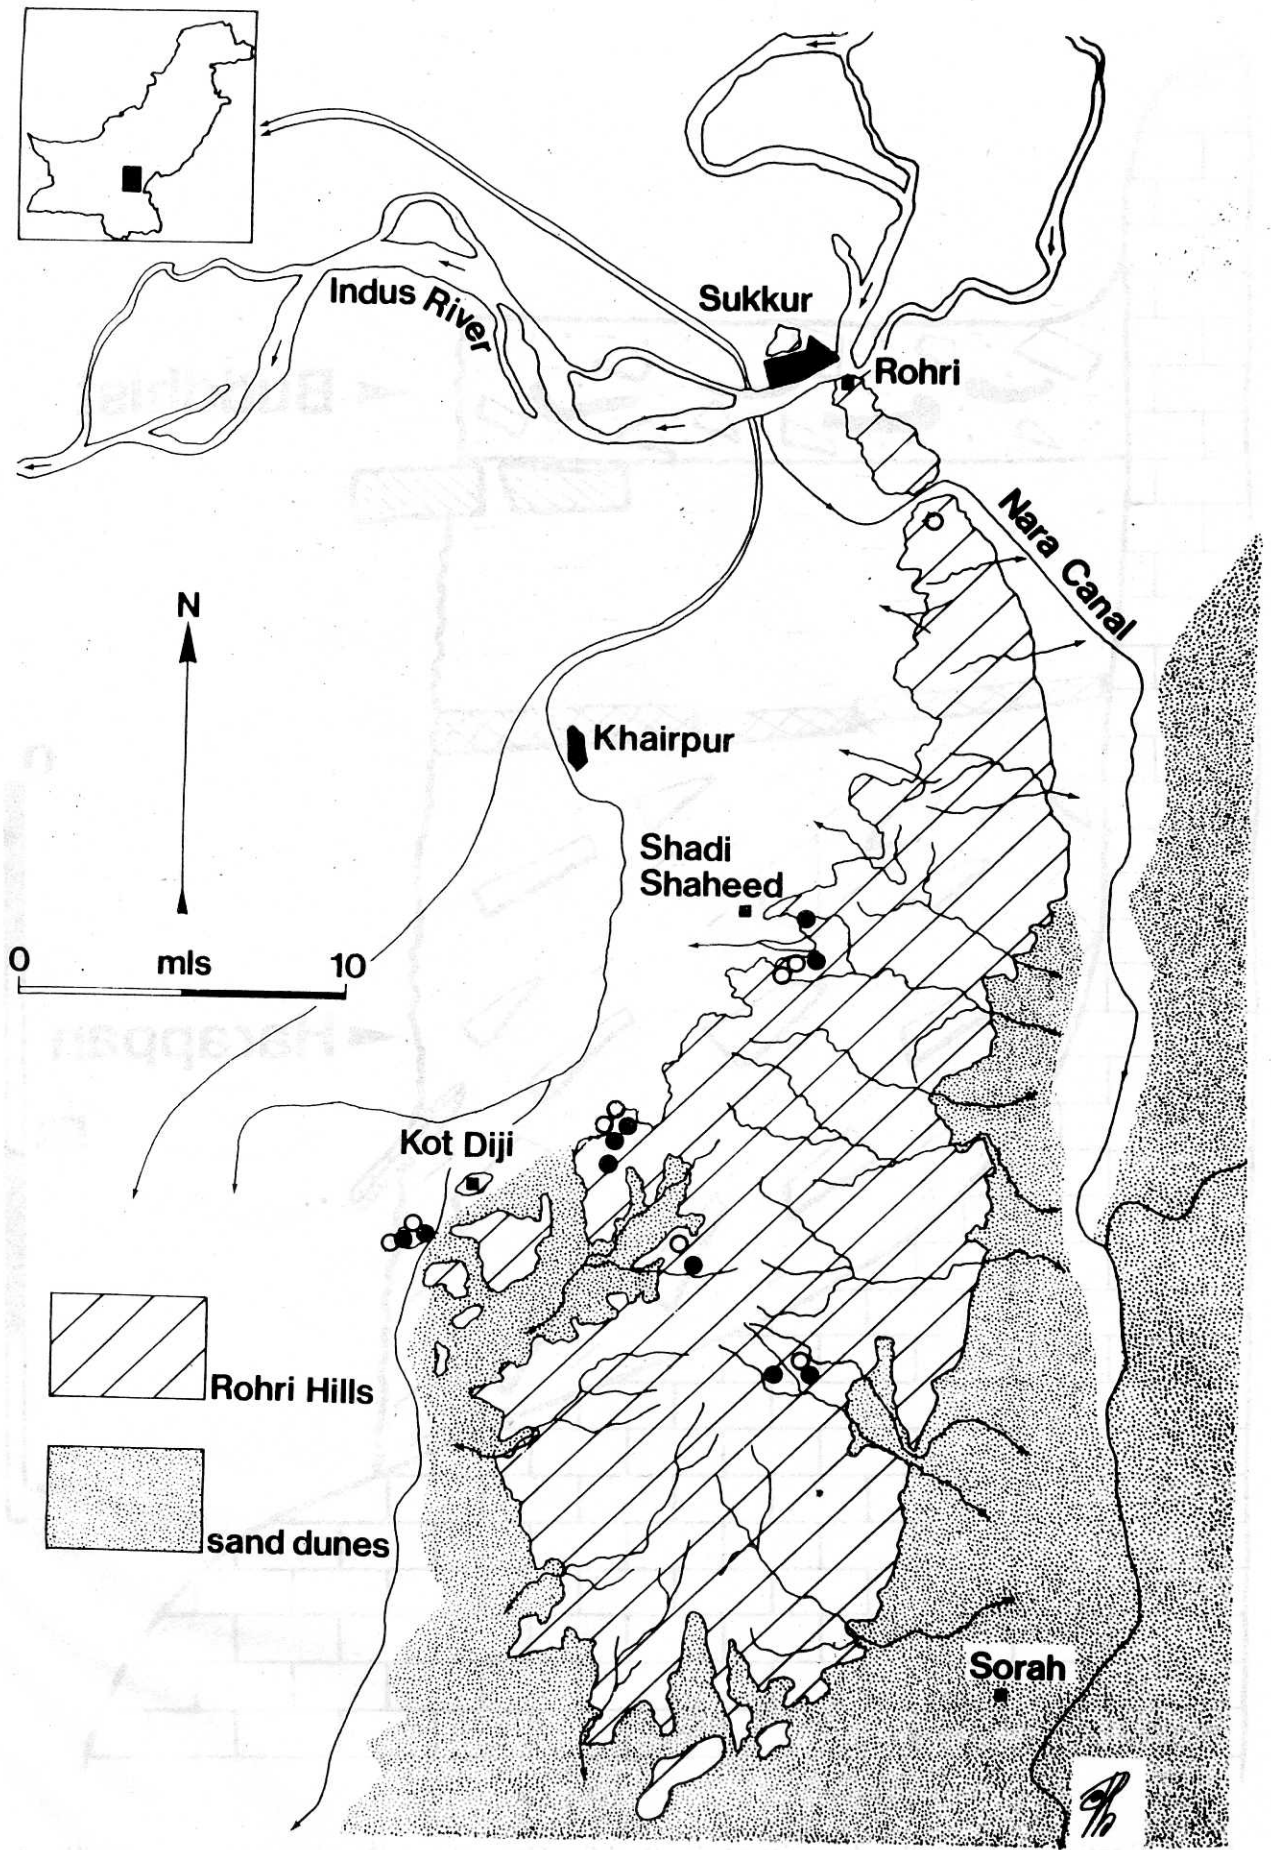 Indus River
Sukkur
Rohri
Nara Canal
N
Khairpur
Shadi
Shaheed
0 mls 10
Kot Diji
Rohri Hills
sand dunes
Sorah